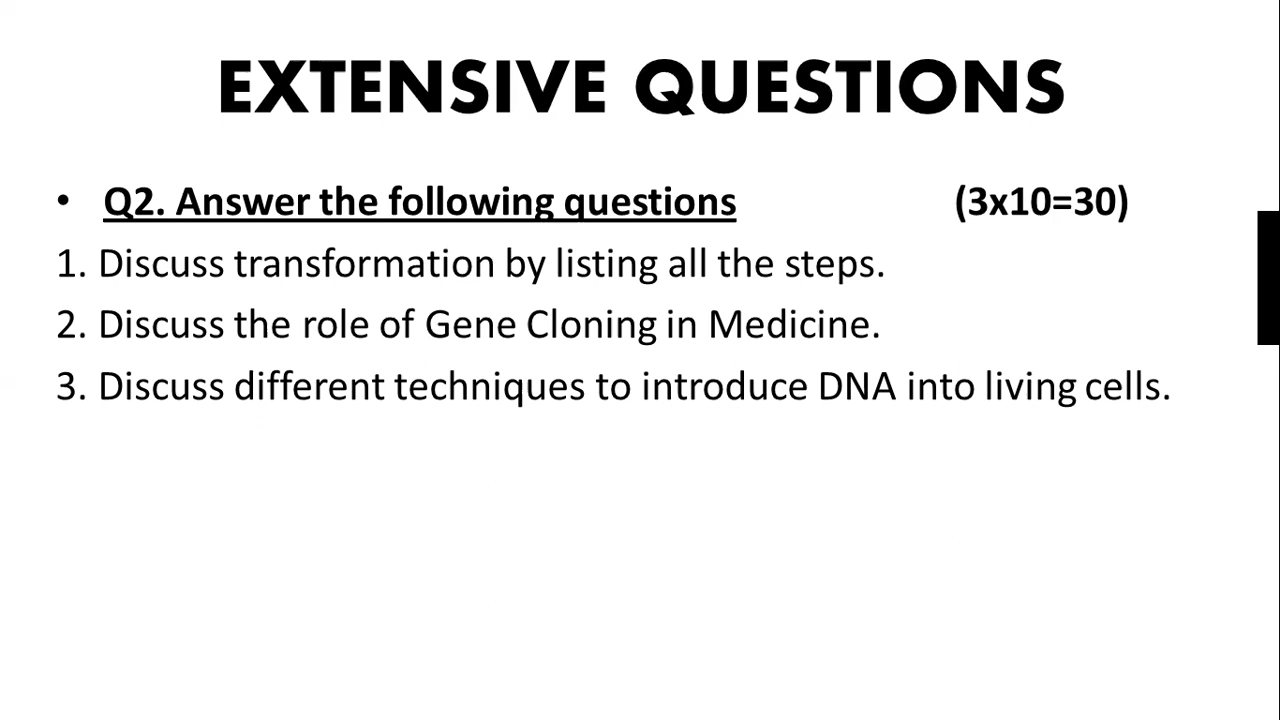 EXTENSIVE QUESTIONS
• Q2. Answer the following questions (3x10=30)
1. Discuss transformation by listing all the steps.
2. Discuss the role of Gene Cloning in Medicine.
3. Discuss different techniques to introduce DNA into living cells.